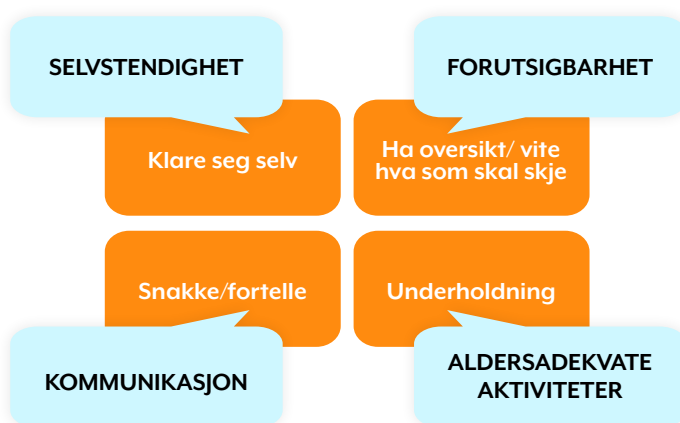 SELVSTENDIGHET
FORUTSIGBARHET
Klare seg selv
Ha oversikt/ vite
hva som skal skje
Snakke/fortelle
Underholdning
KOMMUNIKASJON
ALDERSADEKVATE
AKTIVITETER